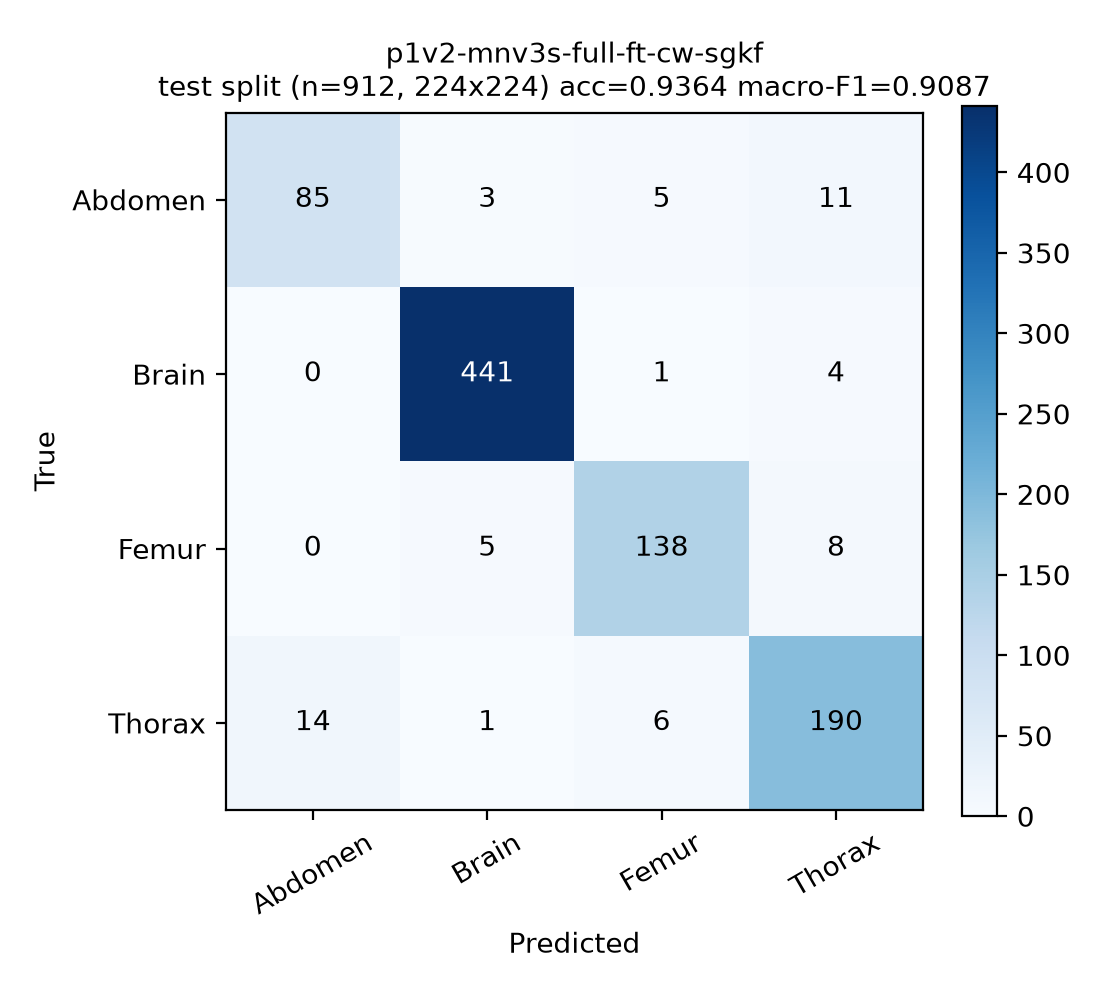 p1v2-mnv3s-full-ft-cw-sgkf
test split (n=912, 224x224) acc=0.9364 macro-F1=0.9087
Abdomen 85 3 5 11
Brain 0 441 1 4
Femur 0 5 138 8
Thorax 14 1 6 190
True
Abdomen Brain Femur Thorax
Predicted
400
350
300
250
200
150
100
50
0